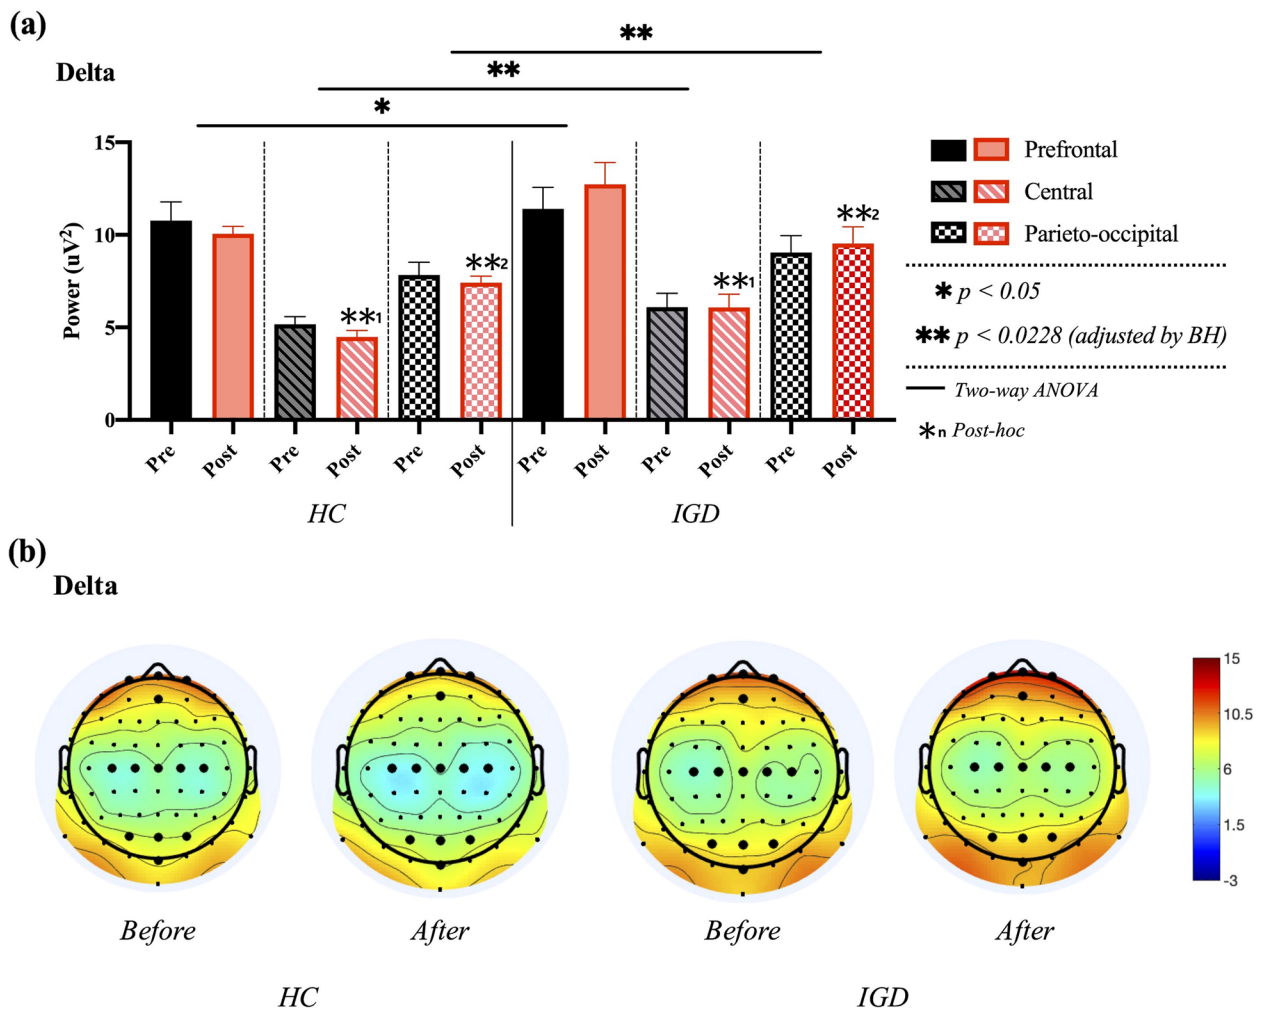 (a)
Delta
**
**
*
15
10
5
0
Power (uV²)
**1
**2
**1
**2
Pre Post Pre Post Pre Post Pre Post Pre Post Pre Post
HC IGD
Prefrontal
Central
Parieto-occipital
* p < 0.05
** p < 0.0228 (adjusted by BH)
Two-way ANOVA
*n Post-hoc
(b)
Delta
15
10.5
6
1.5
-3
Before After Before After
HC IGD